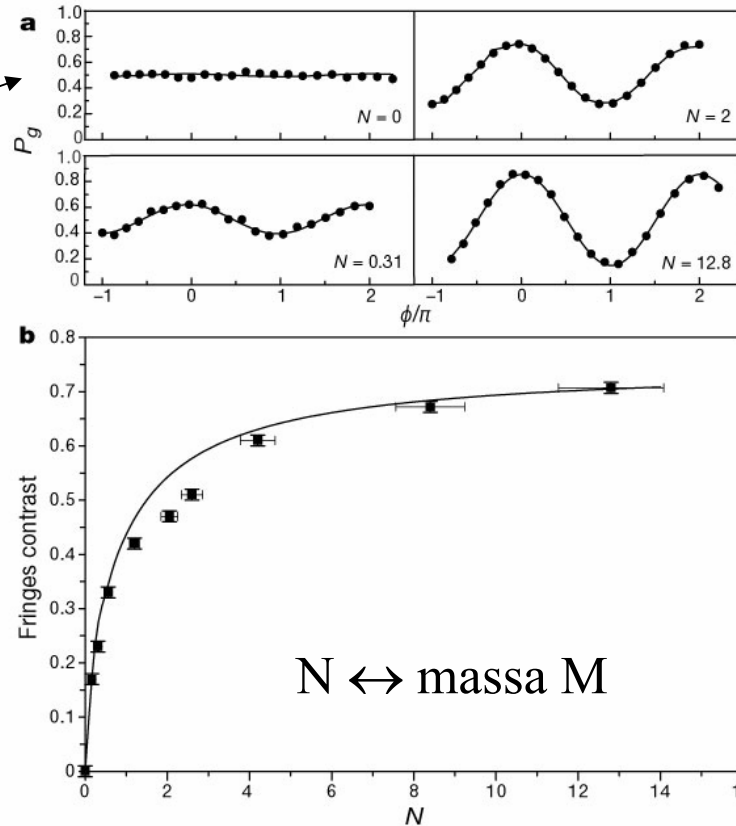 a
1.0
0.8
0.6
0.4
0.2
0
N = 0
N = 2
P_g
1.0
0.8
0.6
0.4
0.2
0
N = 0.31
N = 12.8
−1 0 1 2 −1 0 1 2
ϕ/π
b
0.8
0.7
0.6
0.5
0.4
0.3
0.2
0.1
0
Fringes contrast
N ↔ massa M
0 2 4 6 8 10 12 14
N